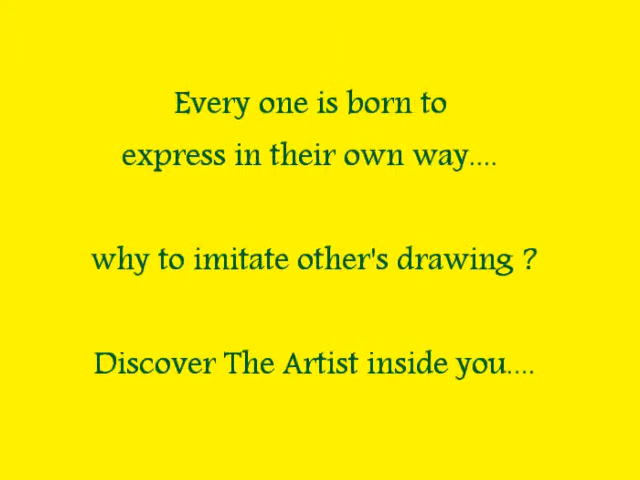 Every one is born to
express in their own way....
why to imitate other's drawing ?
Discover The Artist inside you....